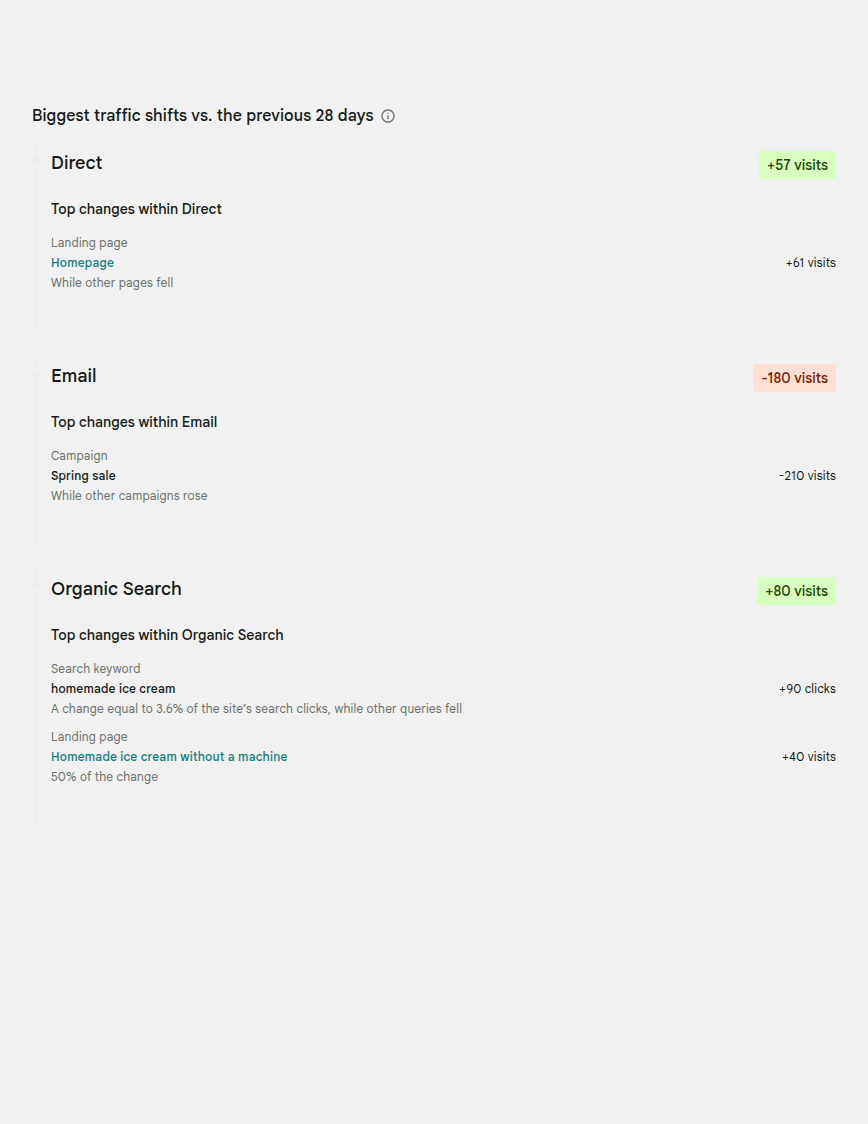 Biggest traffic shifts vs. the previous 28 days
Direct
+57 visits
Top changes within Direct
Landing page
Homepage
+61 visits
While other pages fell
Email
-180 visits
Top changes within Email
Campaign
Spring sale
-210 visits
While other campaigns rose
Organic Search
+80 visits
Top changes within Organic Search
Search keyword
homemade ice cream
+90 clicks
A change equal to 3.6% of the site’s search clicks, while other queries fell
Landing page
Homemade ice cream without a machine
+40 visits
50% of the change